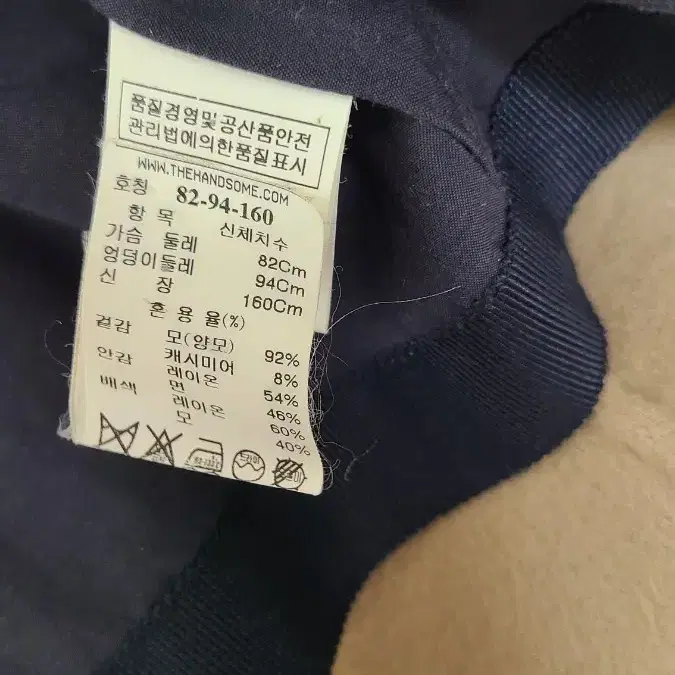 품질경영및공산품안전
관리법에의한품질표시
WWW.THEHANDSOME.COM
호칭 82-94-160
항 목 신체치수
가슴 둘레 82Cm
엉덩이둘레 94Cm
신 장 160Cm
혼 용 율(%)
겉감 모(양모) 92%
캐시미어 8%
안감 레이온 54%
면 46%
배색 레이온 60%
모 40%
드라이